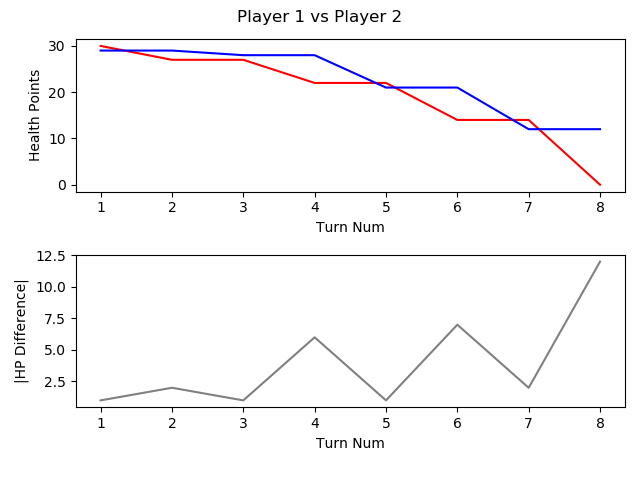 Player 1 vs Player 2
30
20
10
0
Health Points
1 2 3 4 5 6 7 8
Turn Num
12.5
10.0
7.5
5.0
2.5
|HP Difference|
1 2 3 4 5 6 7 8
Turn Num